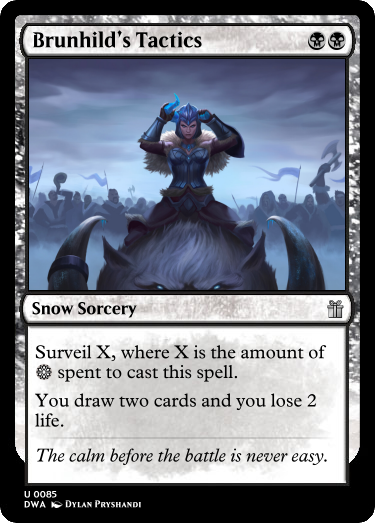 Brunhild's Tactics
Snow Sorcery
Surveil X, where X is the amount of
spent to cast this spell.
You draw two cards and you lose 2
life.
The calm before the battle is never easy.
U 0085
DWA Dylan Pryshandi